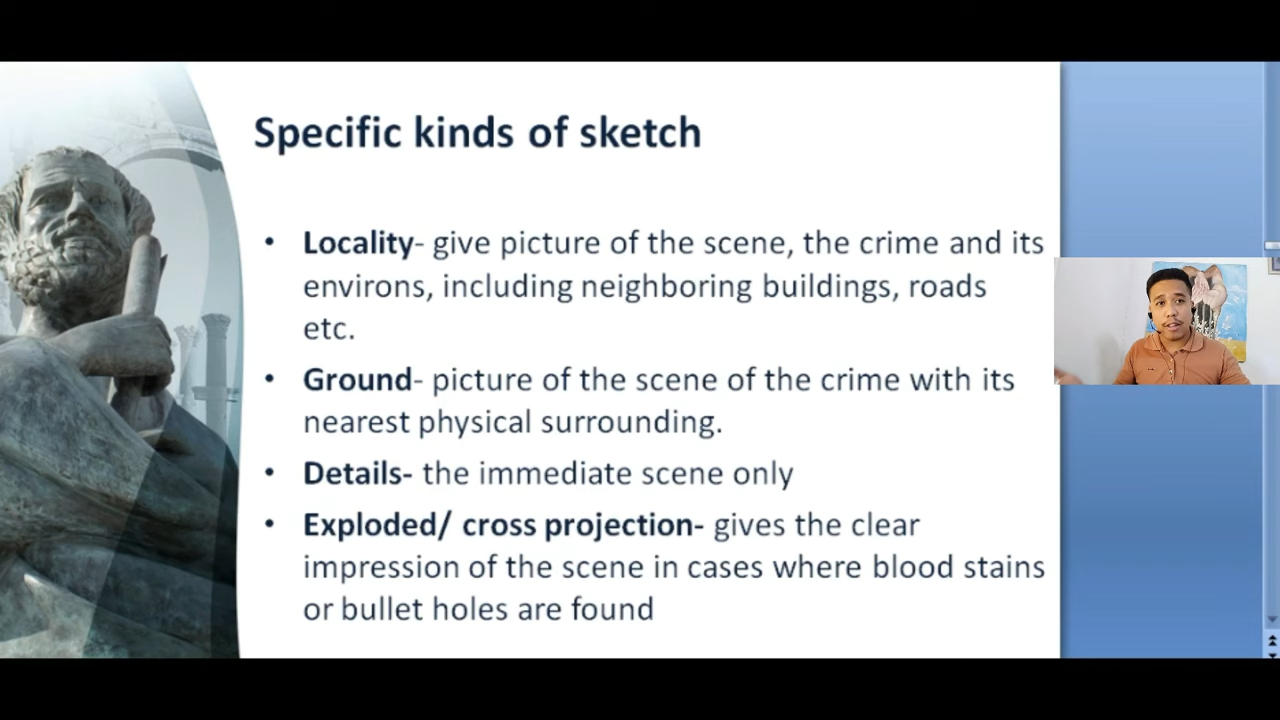 Specific kinds of sketch
• Locality- give picture of the scene, the crime and its
environs, including neighboring buildings, roads
etc.
• Ground- picture of the scene of the crime with its
nearest physical surrounding.
• Details- the immediate scene only
• Exploded/ cross projection- gives the clear
impression of the scene in cases where blood stains
or bullet holes are found